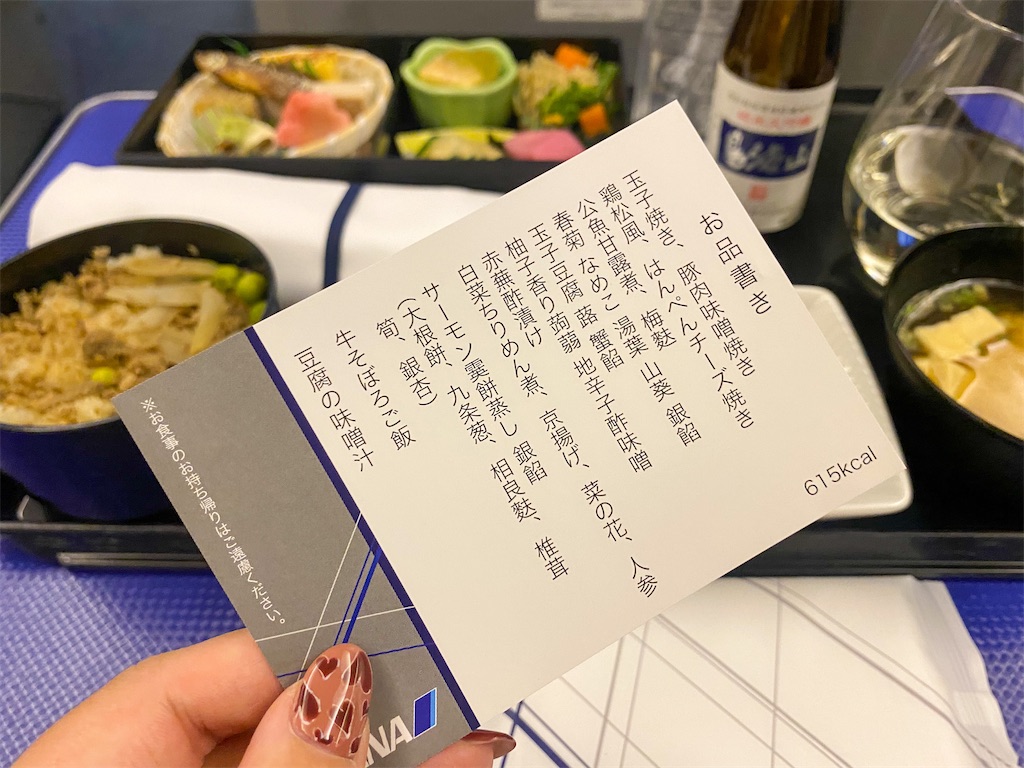 お品書き
玉子焼き、豚肉味噌焼き
鶏松風、はんぺんチーズ焼き
公魚甘露煮、梅麩 山葵 銀餡
春菊 なめこ 湯葉
玉子豆腐 蕗 蟹餡
柚子香り蒟蒻 地辛子酢味噌
赤蕪酢漬け
白菜ちりめん煮、京揚げ、菜の花、人参
サーモン霙餅蒸し 銀餡
(大根餅、銀杏)
筍、九条葱、相良麩、椎茸
牛そぼろご飯
豆腐の味噌汁
615kcal
※お食事のお持ち帰りはご遠慮ください。
ANA